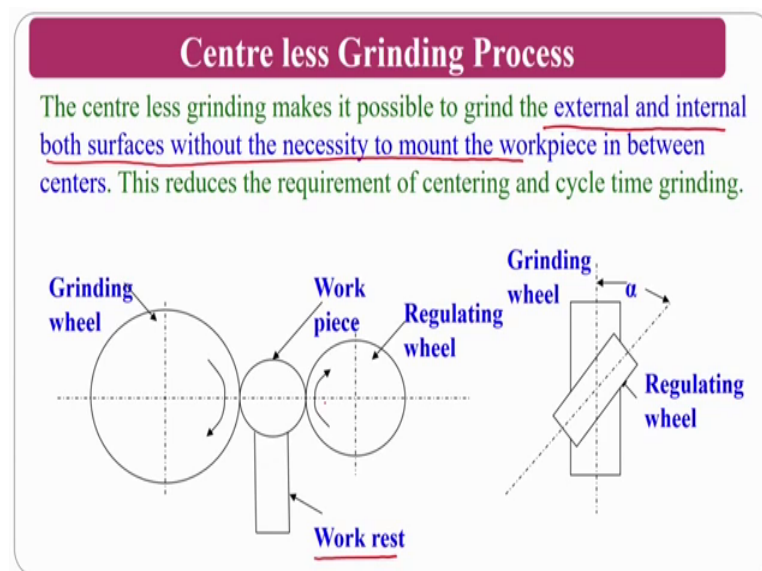 Centre less Grinding Process
The centre less grinding makes it possible to grind the external and internal
both surfaces without the necessity to mount the workpiece in between
centers. This reduces the requirement of centering and cycle time grinding.
Grinding
wheel
Work
piece
Regulating
wheel
Work rest
Grinding
wheel
α
Regulating
wheel